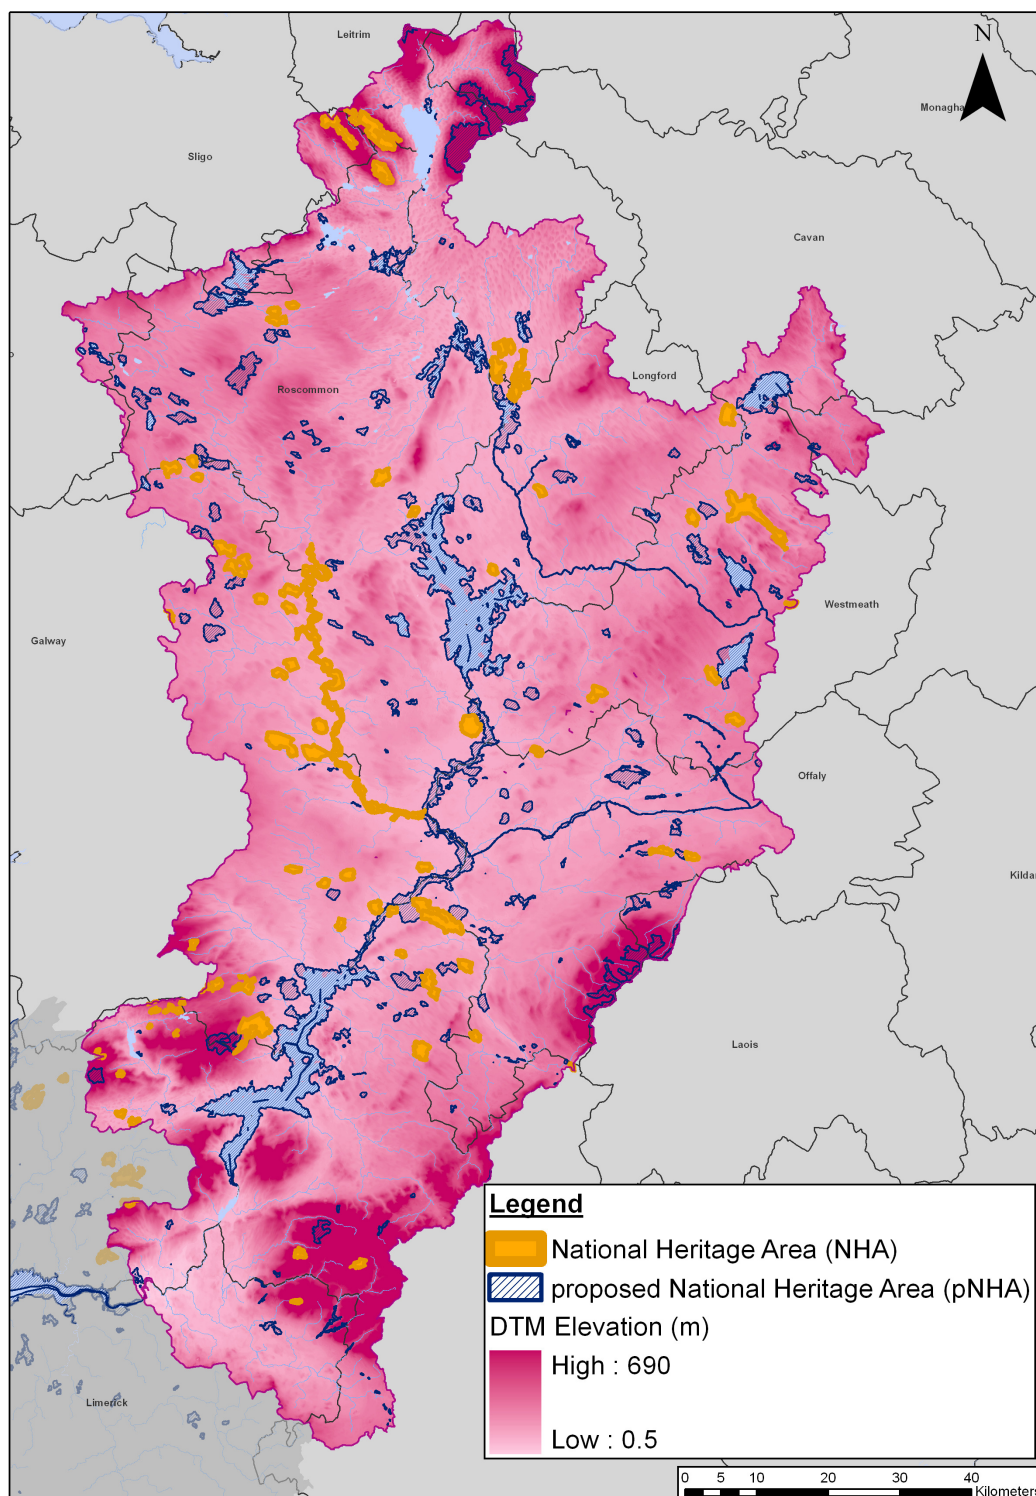 Leitrim
N
Monagha
Sligo
Cavan
Longford
Roscommon
Westmeath
Galway
Offaly
Kilda
Laois
Limerick
Legend
National Heritage Area (NHA)
proposed National Heritage Area (pNHA)
DTM Elevation (m)
High : 690
Low : 0.5
0 5 10 20 30 40
Kilometers